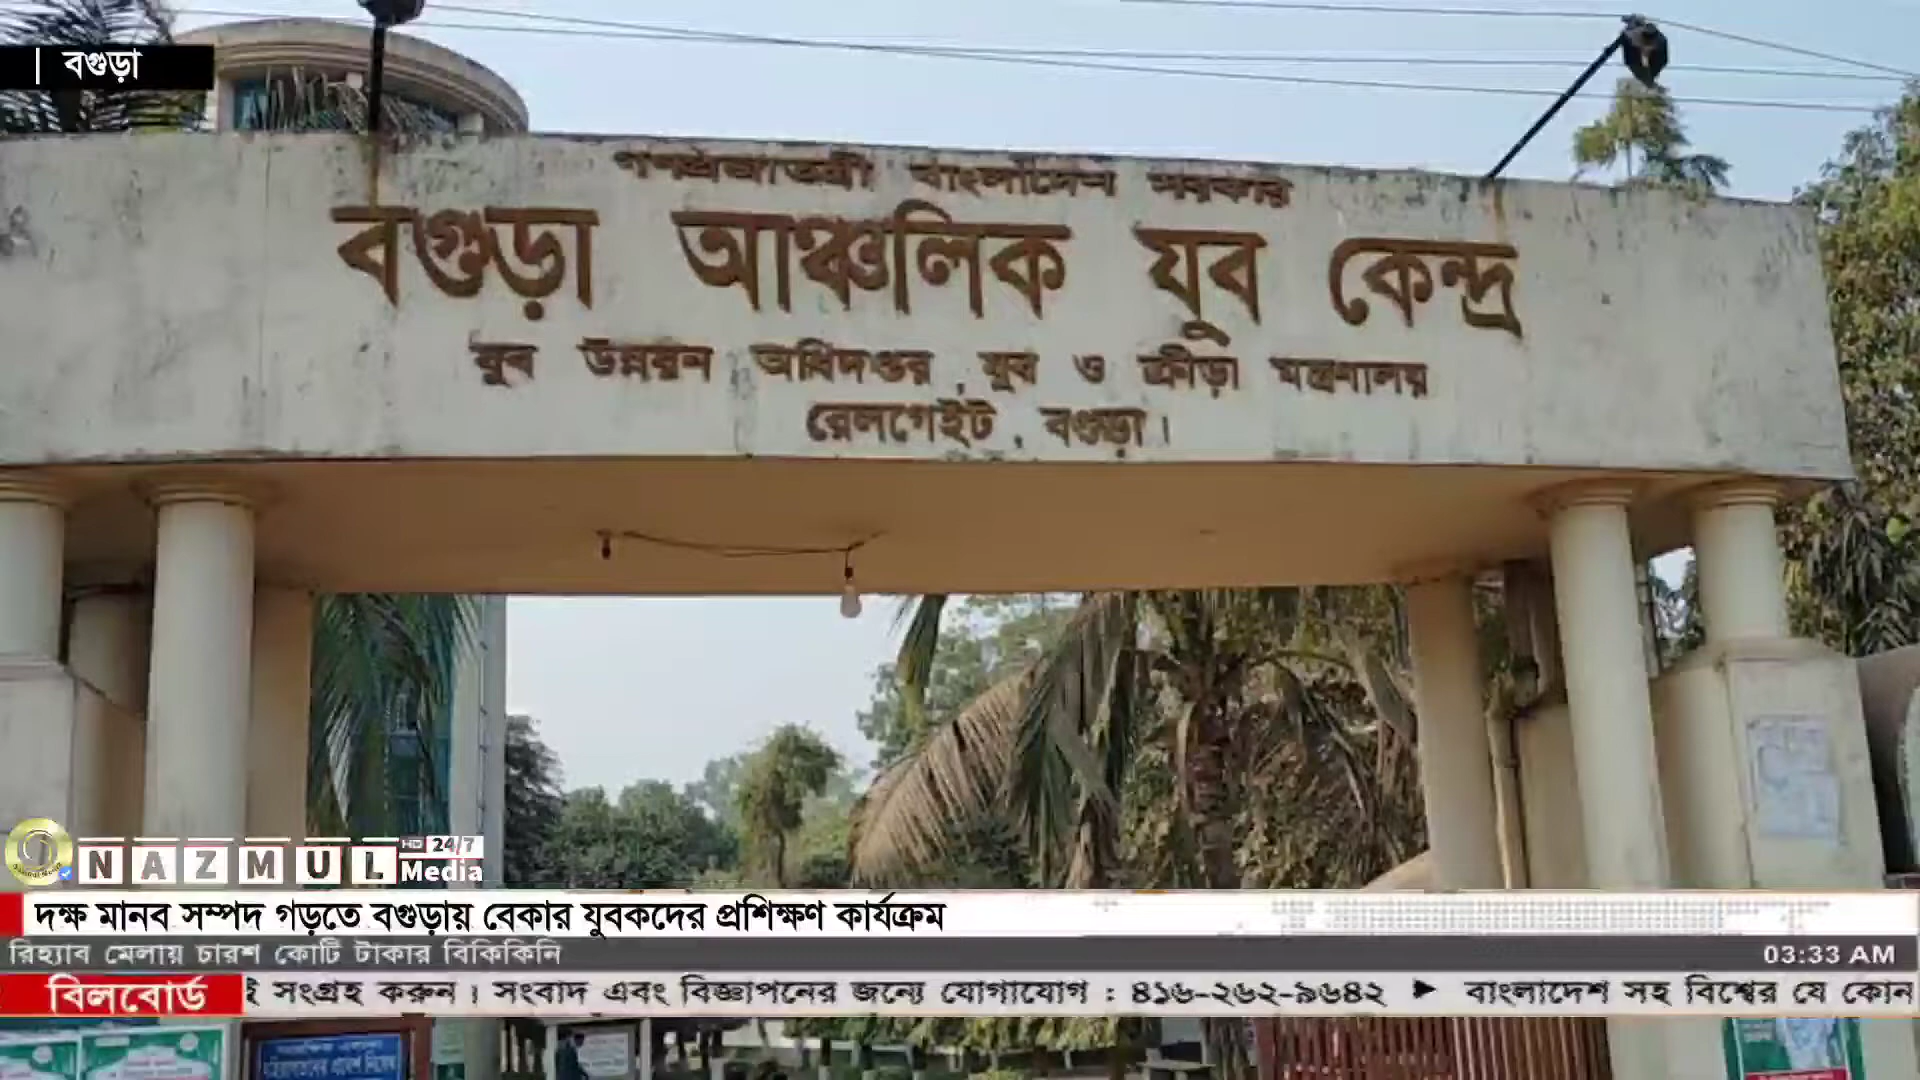 বগুড়া
গণপ্রজাতন্ত্রী বাংলাদেশ সরকার
বগুড়া আঞ্চলিক যুব কেন্দ্র
যুব উন্নয়ন অধিদপ্তর, যুব ও ক্রীড়া মন্ত্রণালয়
রেলগেইট, বগুড়া।
NAZMUL HD 24/7 Media
দক্ষ মানব সম্পদ গড়তে বগুড়ায় বেকার যুবকদের প্রশিক্ষণ কার্যক্রম
রিহ্যাব মেলায় চারশ কোটি টাকার বিকিকিনি 03:33 AM
বিলবোর্ড ই সংগ্রহ করুন। সংবাদ এবং বিজ্ঞাপনের জন্যে যোগাযোগ : ৪১৬-২৬২-৯৬৪২ ► বাংলাদেশ সহ বিশ্বের যে কোন